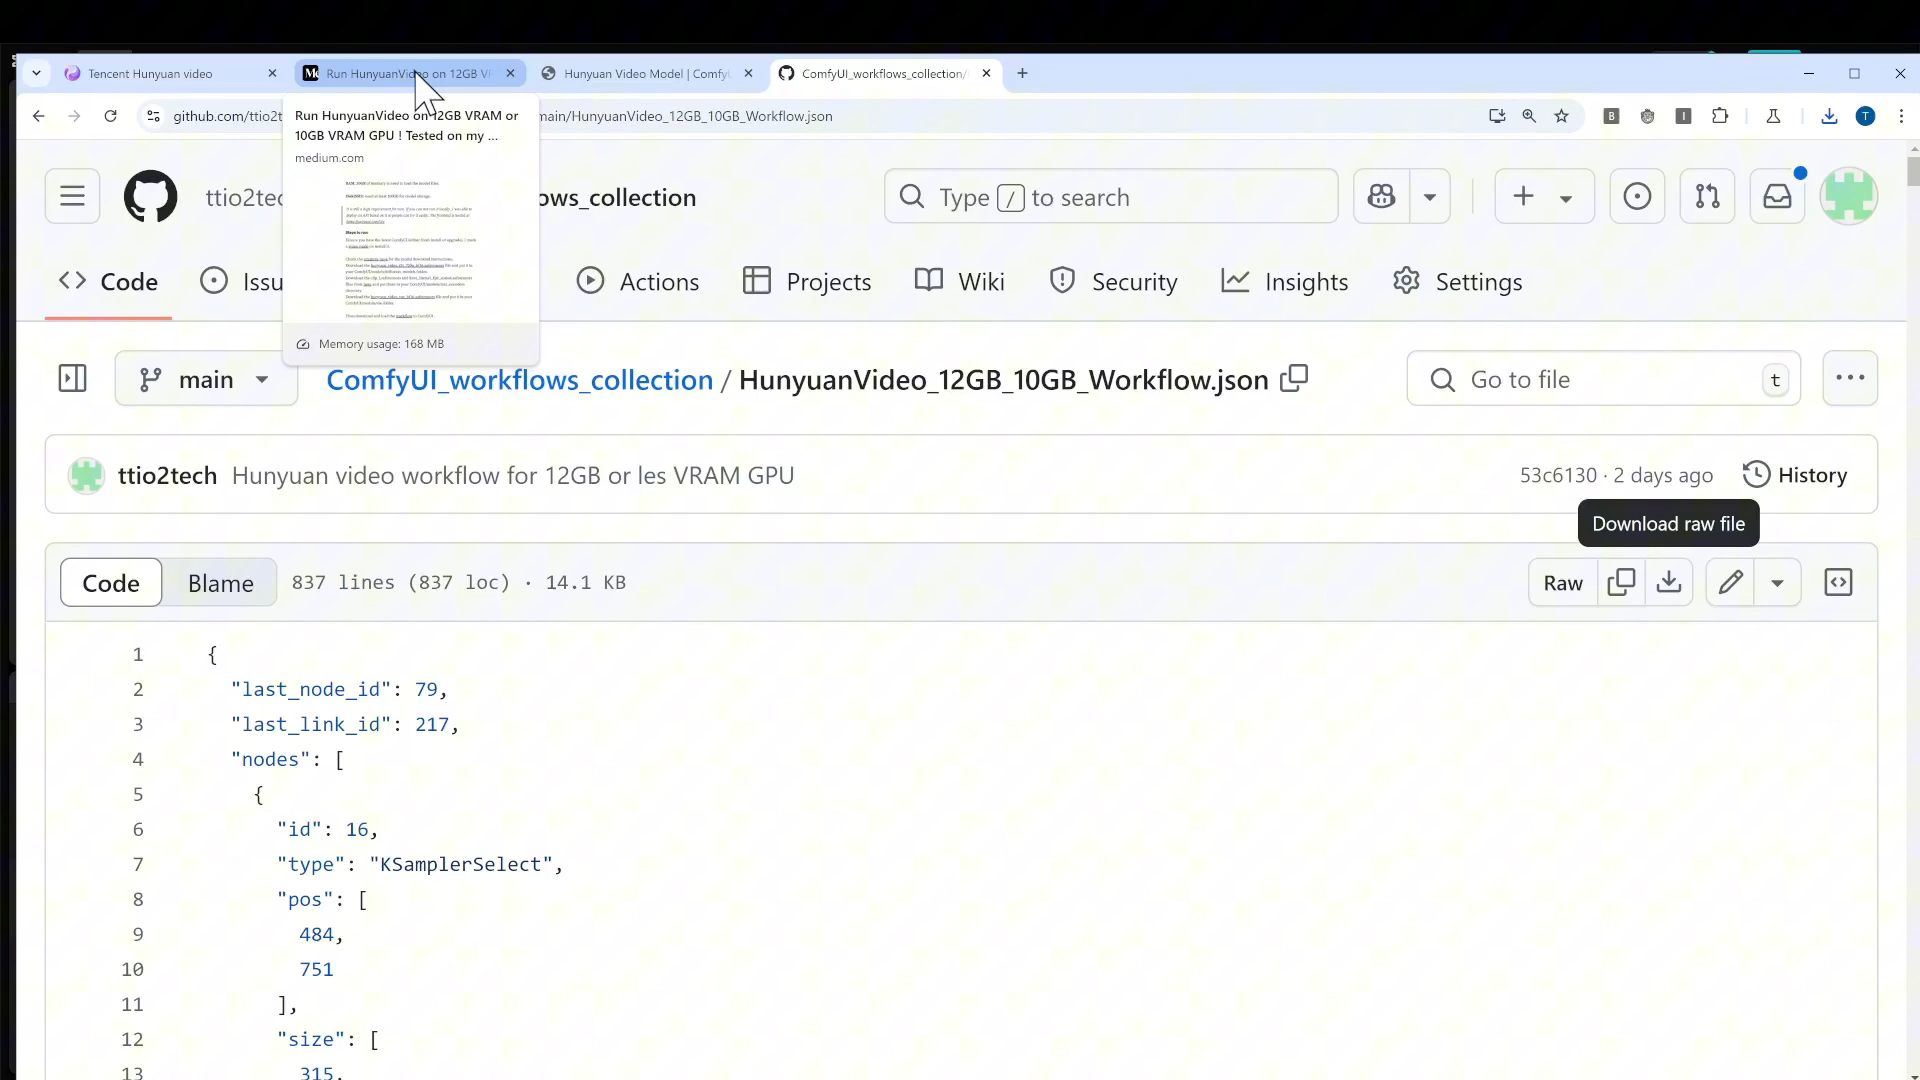 Tencent Hunyuan video
Run HunyuanVideo on 12GB VF
Hunyuan Video Model | ComfyU
ComfyUI_workflows_collection/
github.com/ttio2t
main/HunyuanVideo_12GB_10GB_Workflow.json
B
I
T
Run HunyuanVideo on 12GB VRAM or
10GB VRAM GPU ! Tested on my ...
medium.com
Steps to run:
Memory usage: 168 MB
ttio2tec
ows_collection
Type / to search
Code
Issu
Actions
Projects
Wiki
Security
Insights
Settings
main
ComfyUI_workflows_collection / HunyuanVideo_12GB_10GB_Workflow.json
Go to file
t
ttio2tech Hunyuan video workflow for 12GB or les VRAM GPU
53c6130 · 2 days ago
History
Download raw file
Code
Blame
837 lines (837 loc) · 14.1 KB
Raw
1 {
2 "last_node_id": 79,
3 "last_link_id": 217,
4 "nodes": [
5 {
6 "id": 16,
7 "type": "KSamplerSelect",
8 "pos": [
9 484,
10 751
11 ],
12 "size": [
13 315,